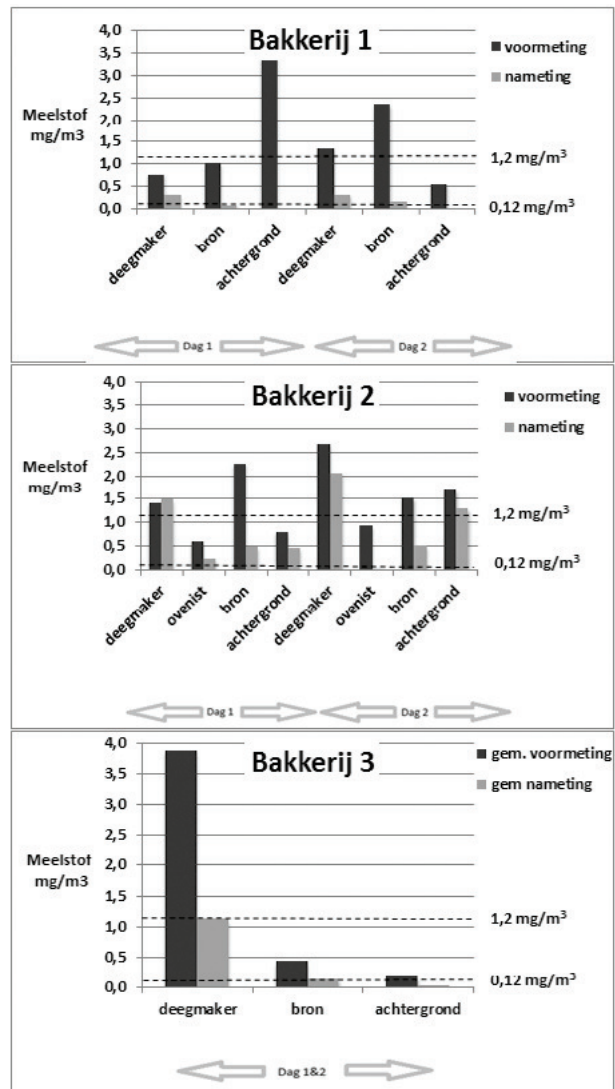 Bakkerij 1
voormeting
nameting
Meelstof
mg/m3
4,0
3,5
3,0
2,5
2,0
1,5
1,0
0,5
0,0
1,2 mg/m³
0,12 mg/m³
deegmaker
bron
achtergrond
deegmaker
bron
achtergrond
Dag 1
Dag 2
Bakkerij 2
voormeting
nameting
Meelstof
mg/m3
4,0
3,5
3,0
2,5
2,0
1,5
1,0
0,5
0,0
1,2 mg/m³
0,12 mg/m³
deegmaker
ovenist
bron
achtergrond
deegmaker
ovenist
bron
achtergrond
Dag 1
Dag 2
Bakkerij 3
gem. voormeting
gem nameting
Meelstof
mg/m3
4,0
3,5
3,0
2,5
2,0
1,5
1,0
0,5
0,0
1,2 mg/m³
0,12 mg/m³
deegmaker
bron
achtergrond
Dag 1&2